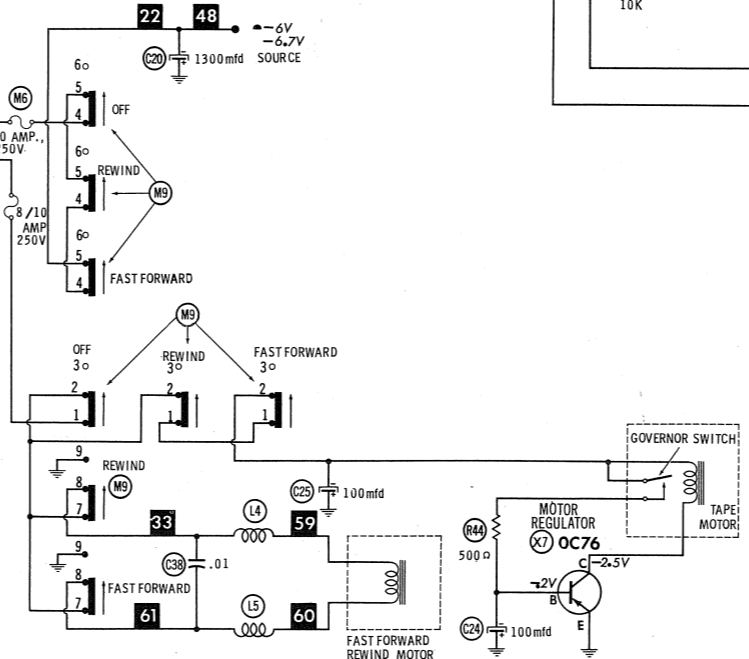 10K
22 48
-6V
-6.7V
SOURCE
C20 1300mfd
6
5
4
OFF
M6
0 AMP.,
50V
6
5
4
REWIND
M9
8/10
AMP
250V
6
5
4
FAST FORWARD
M9
OFF
3
2
1
REWIND
3
2
1
FAST FORWARD
3
2
1
9
8
7
REWIND
M9
C25 100mfd
GOVERNOR SWITCH
TAPE
MOTOR
33
L4
59
R44
500Ω
MOTOR
REGULATOR
X7 OC76
C -2.5V
-.2V
B
E
C38 .01
9
8
7
FAST FORWARD
61
L5
60
C24 100mfd
FAST FORWARD
REWIND MOTOR